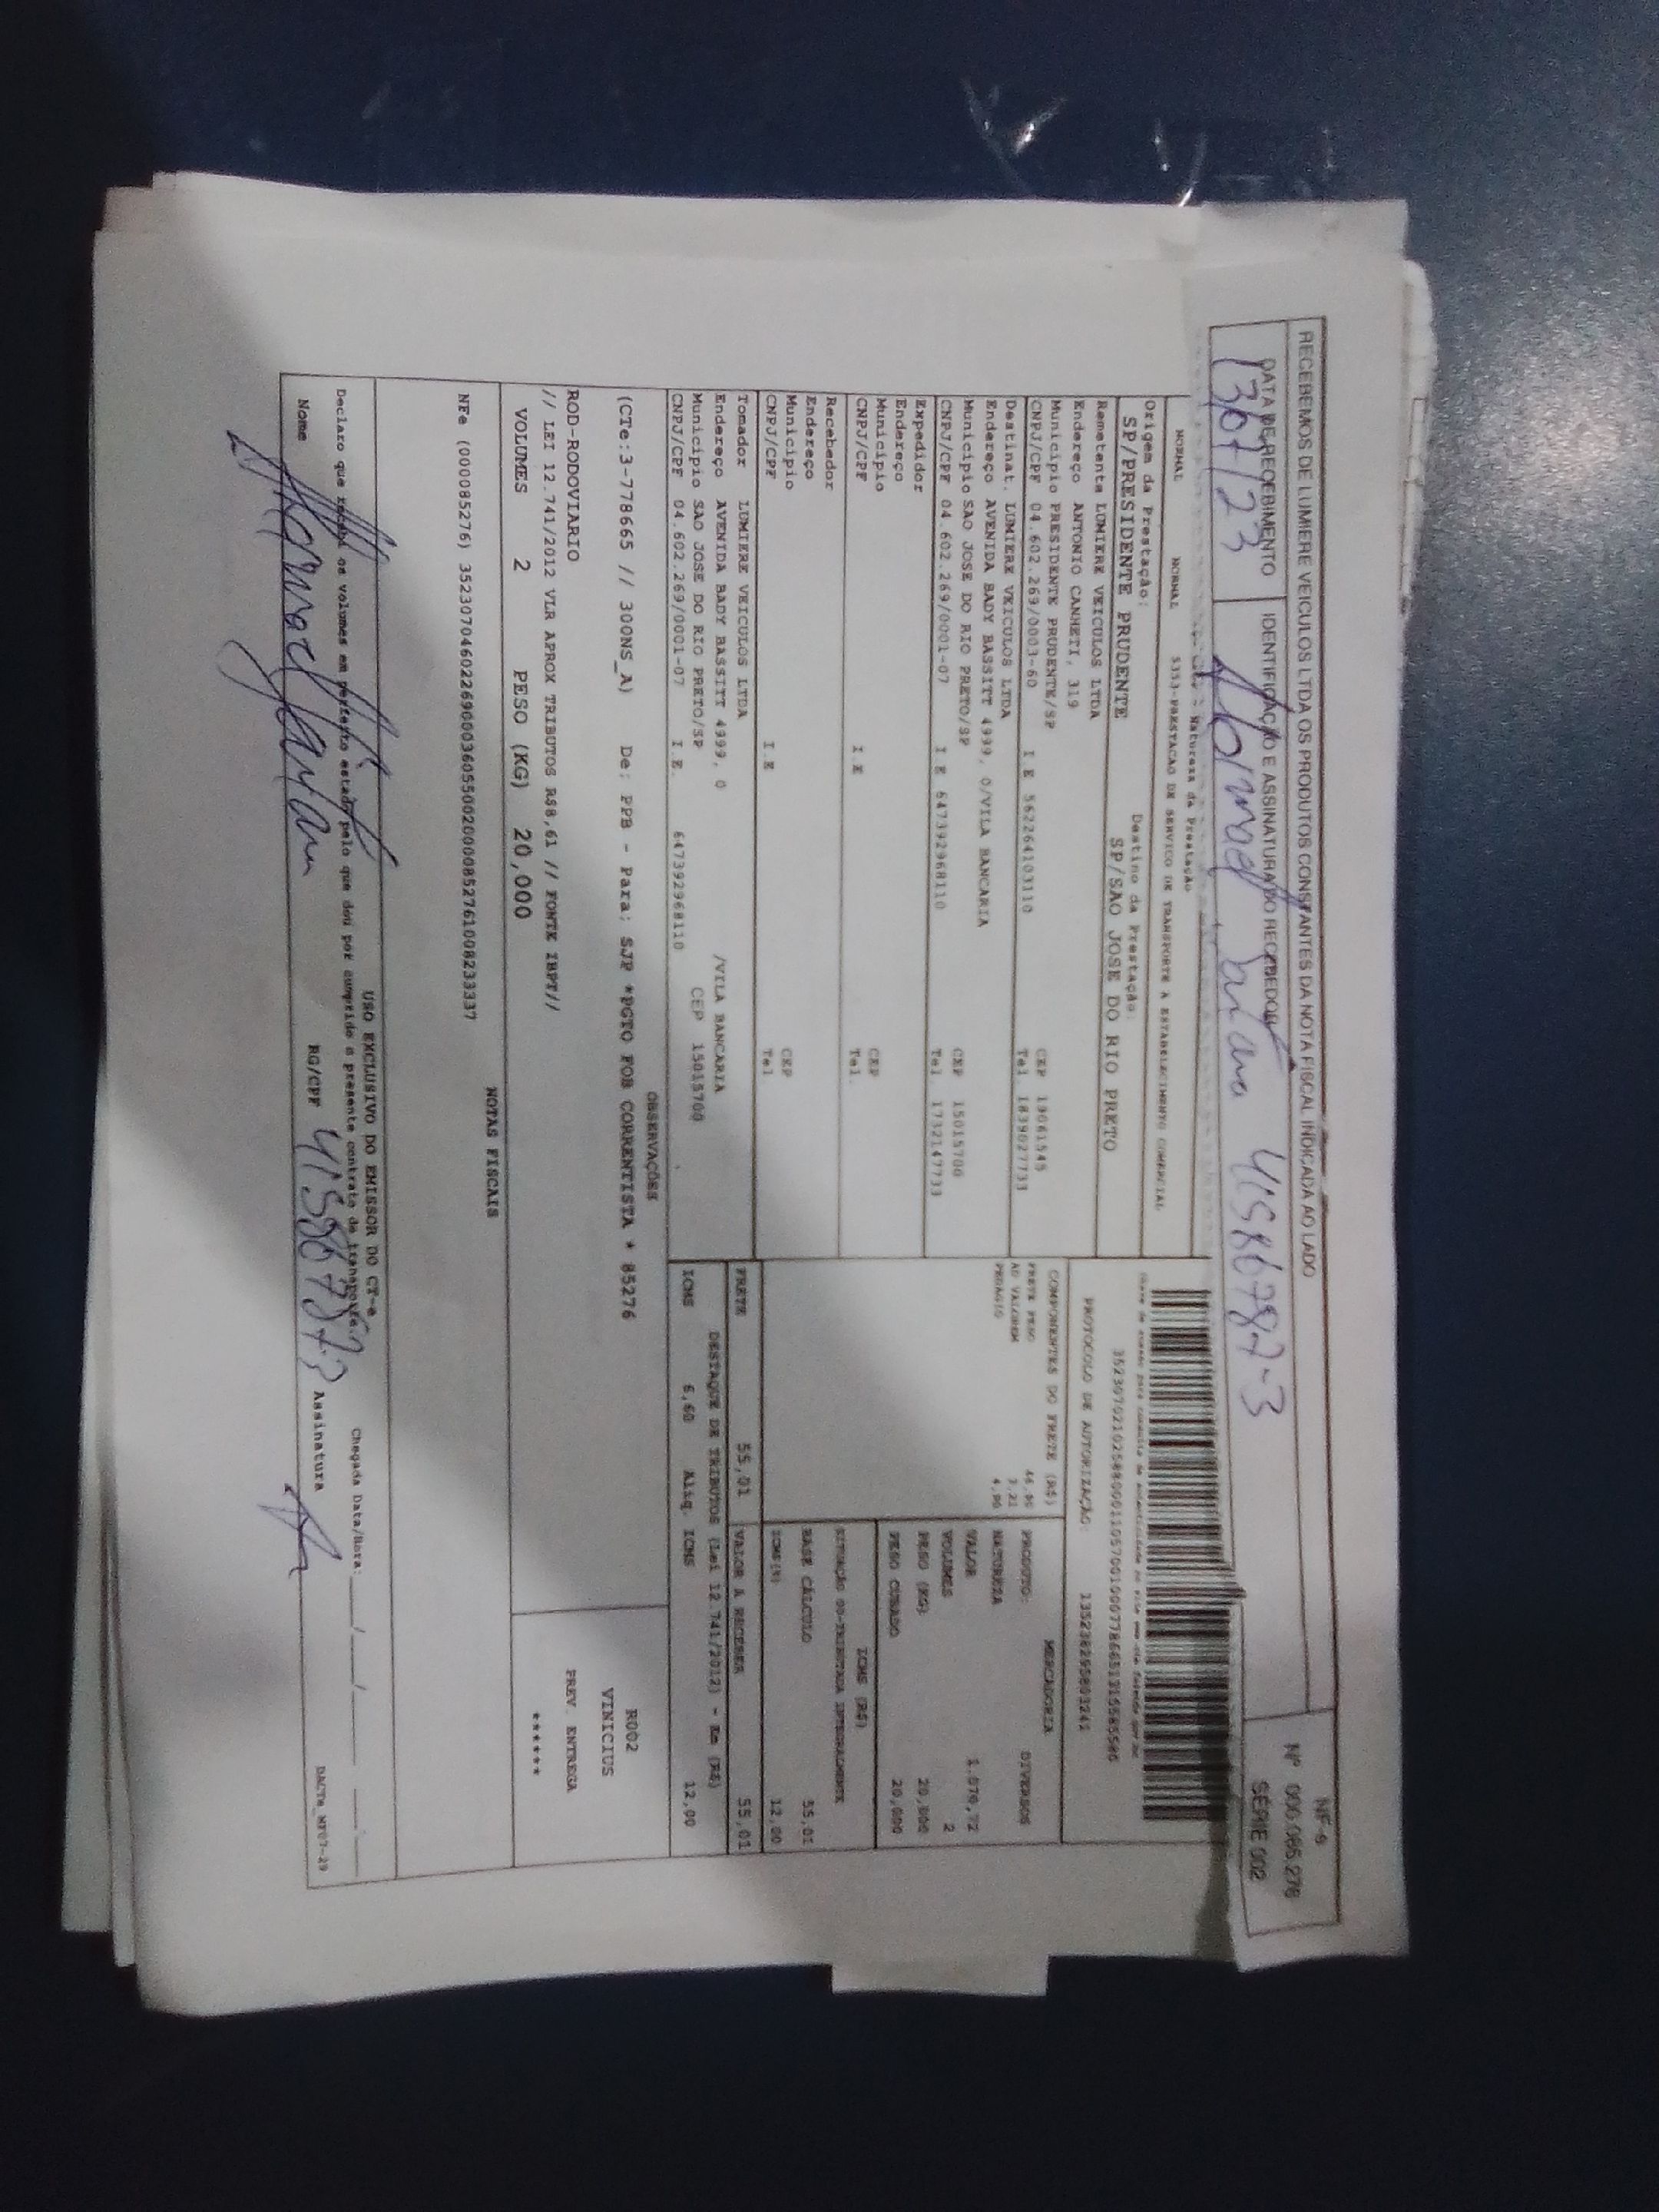 RECEBEMOS DE LUMIERE VEICULOS LTDA OS PRODUTOS CONSTANTES DA NOTA FISCAL INDICADA AO LADO
DATA DE RECEBIMENTO
IDENTIFICAÇÃO E ASSINATURA DO RECEBEDOR
13/07/23
NF-e
Nº 000.085.276
SÉRIE 002
Natureza da Prestação
NORMAL NORMAL 5353-PRESTACAO DE SERVICO DE TRANSPORTE A ESTABELECIMENTO COMERCIAL
Origem da Prestação: Destino da Prestação:
SP/PRESIDENTE PRUDENTE SP/SAO JOSE DO RIO PRETO
PROTOCOLO DE AUTORIZAÇÃO
Remetente LUMIERE VEICULOS LTDA
Endereço ANTONIO CANHETI, 319
Município PRESIDENTE PRUDENTE/SP CEP 19061545
CNPJ/CPF 04.602.269/0003-60 I.E 562264103110 Tel. 1839027733
Destinat. LUMIERE VEICULOS LTDA
Endereço AVENIDA BADY BASSITT 4999, 0/VILA BANCARIA
Município SAO JOSE DO RIO PRETO/SP CEP 15015700
CNPJ/CPF 04.602.269/0001-07 I.E 647392968110 Tel 1732147733
Expedidor
Endereço
Município CEP
CNPJ/CPF I.E Tel.
Recebedor
Endereço
Município CEP
CNPJ/CPF I.E Tel
Tomador LUMIERE VEICULOS LTDA
Endereço AVENIDA BADY BASSITT 4999, 0 /VILA BANCARIA
Município SAO JOSE DO RIO PRETO/SP CEP 15015700
CNPJ/CPF 04.602.269/0001-07 I.E. 647392968110
COMPONENTES DO FRETE (R$)
FRETE PESO
AD VALOREM 3,21
PEDAGIO 4,90
MERCADORIA
PRODUTO: DIVERSOS
NATUREZA
VALOR 1.070,72
VOLUMES 2
PESO (KG) 20,000
PESO CUBADO 20,000
ICMS (R$)
SITUAÇÃO 00-TRIBUTADA INTEGRALMENTE
BASE CÁLCULO 55,01
ICMS(%) 12,00
FRETE 55,01 VALOR A RECEBER 55,01
DESTAQUE DE TRIBUTOS (Lei 12.741/2012) - Em (R$)
ICMS 6,60 Aliq. ICMS 12,00
OBSERVAÇÕES
(CTe:3-778665 // 300NS_A) De: PPB - Para: SJP *PGTO FOB CORRENTISTA * 85276
R002
VINICIUS
ROD-RODOVIARIO
// LEI 12.741/2012 VLR APROX TRIBUTOS R$8,61 // FONTE IBPT//
VOLUMES 2 PESO (KG) 20,000
PREV. ENTREGA
******
NOTAS FISCAIS
NFe (000085276) 35230704602269000360550020000852761008233337
USO EXCLUSIVO DO EMISSOR DO CT-e
Declaro que recebi os volumes em perfeito estado pelo que dou por cumprido o presente contrato de transporte. Chegada Data/Hora: ___/___/___ ___:___
Nome RG/CPF Assinatura
DACTe_NT07-29